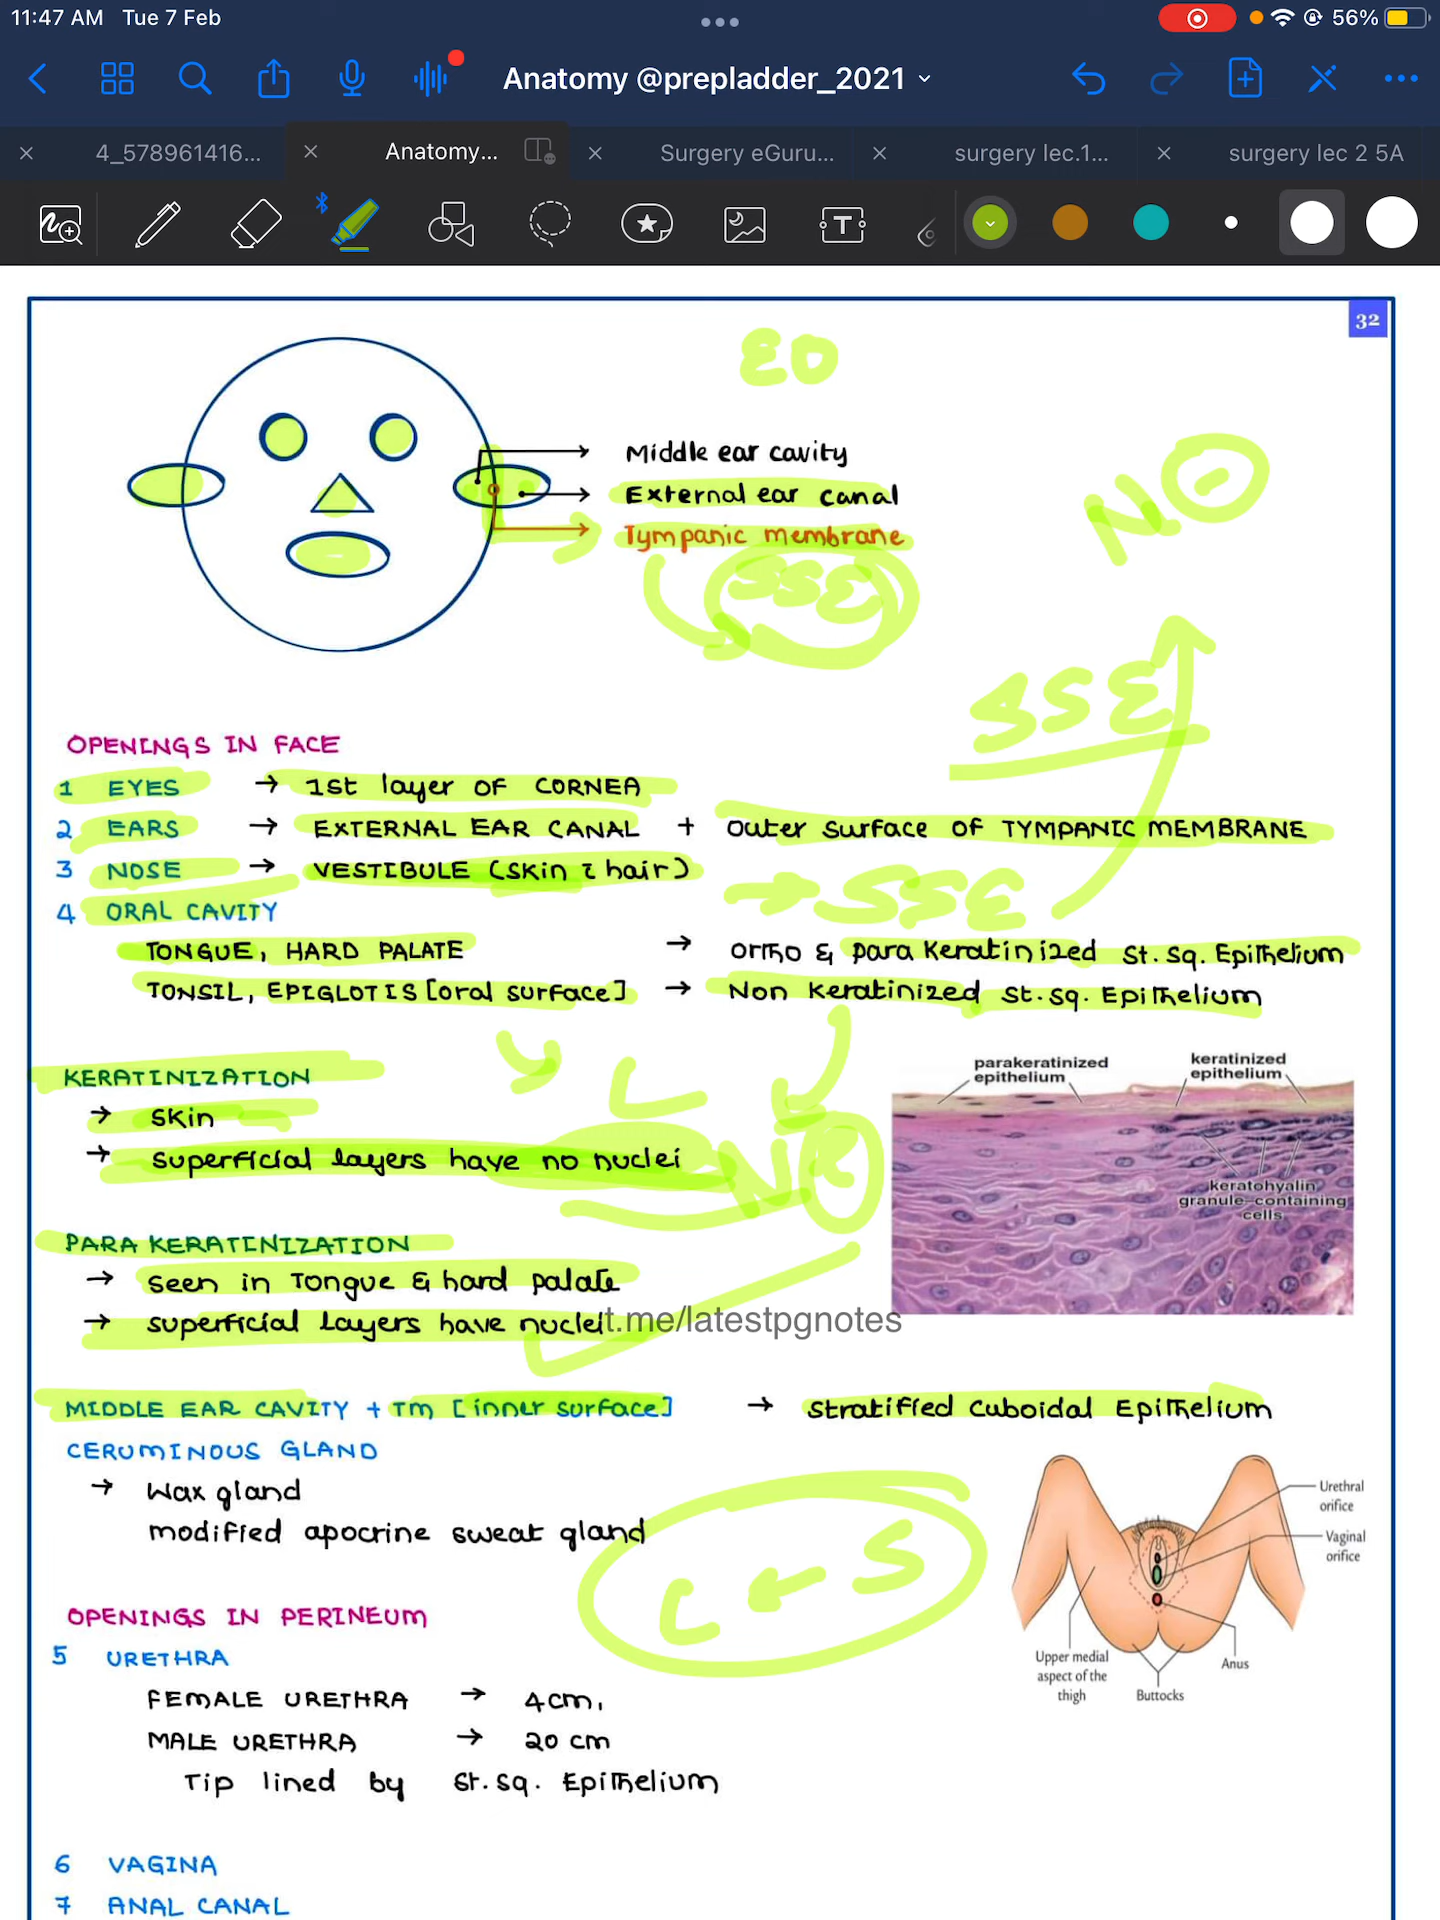 11:47 AM Tue 7 Feb
56%
Anatomy @prepladder_2021
4_578961416...
Anatomy...
Surgery eGuru...
surgery lec.1...
surgery lec 2 5A
32
EO
Middle ear cavity
External ear canal
Tympanic membrane
SSE
N
SSE
OPENINGS IN FACE
1 EYES → 1st layer OF CORNEA
2 EARS → EXTERNAL EAR CANAL + outer surface OF TYMPANIC MEMBRANE
3 NOSE → VESTIBULE (skin & hair)
→ SSE
4 ORAL CAVITY
TONGUE, HARD PALATE → ortho & para keratinized st. sq. Epithelium
TONSIL, EPIGLOTIS [oral surface] → Non keratinized st. sq. Epithelium
KERATINIZATION
→ skin
→ superficial layers have no nuclei
parakeratinized epithelium
keratinized epithelium
keratohyalin granule-containing cells
PARA KERATINIZATION
→ seen in Tongue & hard palate
→ superficial layers have nuclei
t.me/latestpgnotes
MIDDLE EAR CAVITY + TM [inner surface] → stratified cuboidal Epithelium
CERUMINOUS GLAND
→ wax gland
modified apocrine sweat gland
C ← S
Urethral orifice
Vaginal orifice
Upper medial aspect of the thigh
Buttocks
Anus
OPENINGS IN PERINEUM
5 URETHRA
FEMALE URETHRA → 4cm,
MALE URETHRA → 20 cm
Tip lined by st. sq. Epithelium
6 VAGINA
7 ANAL CANAL